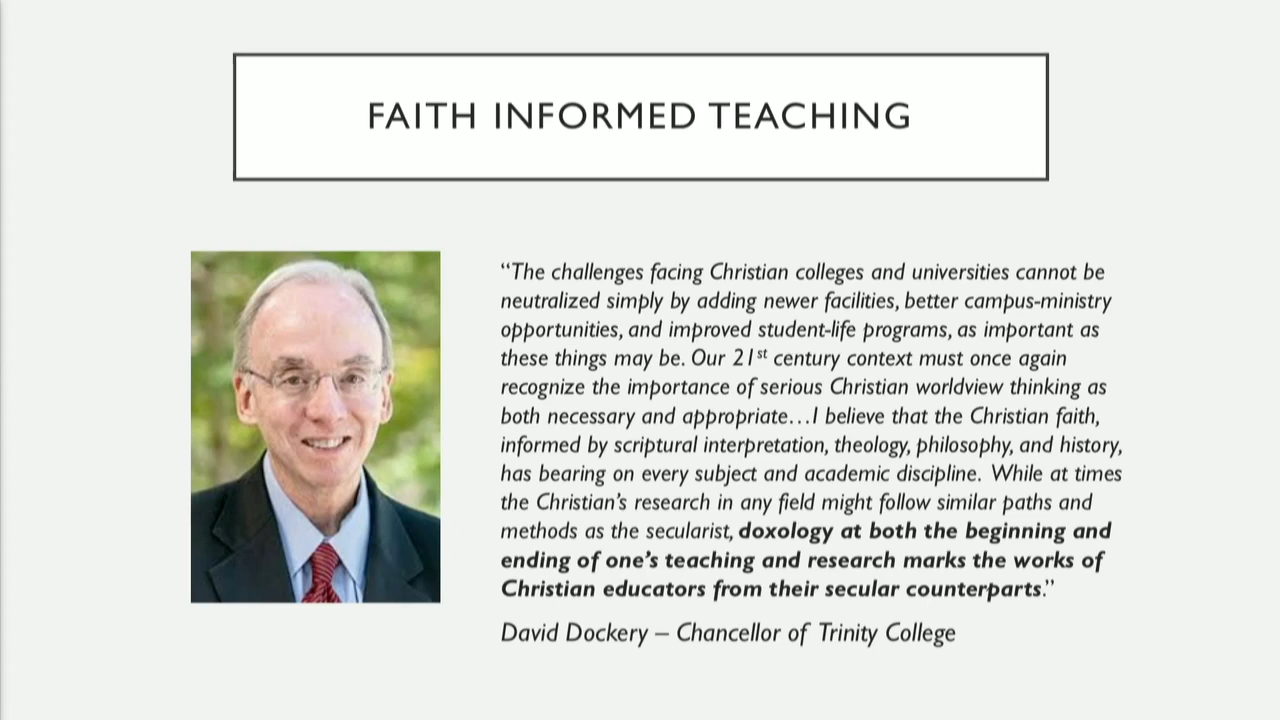 FAITH INFORMED TEACHING
“The challenges facing Christian colleges and universities cannot be
neutralized simply by adding newer facilities, better campus-ministry
opportunities, and improved student-life programs, as important as
these things may be. Our 21st century context must once again
recognize the importance of serious Christian worldview thinking as
both necessary and appropriate…I believe that the Christian faith,
informed by scriptural interpretation, theology, philosophy, and history,
has bearing on every subject and academic discipline. While at times
the Christian’s research in any field might follow similar paths and
methods as the secularist, doxology at both the beginning and
ending of one’s teaching and research marks the works of
Christian educators from their secular counterparts.”
David Dockery – Chancellor of Trinity College